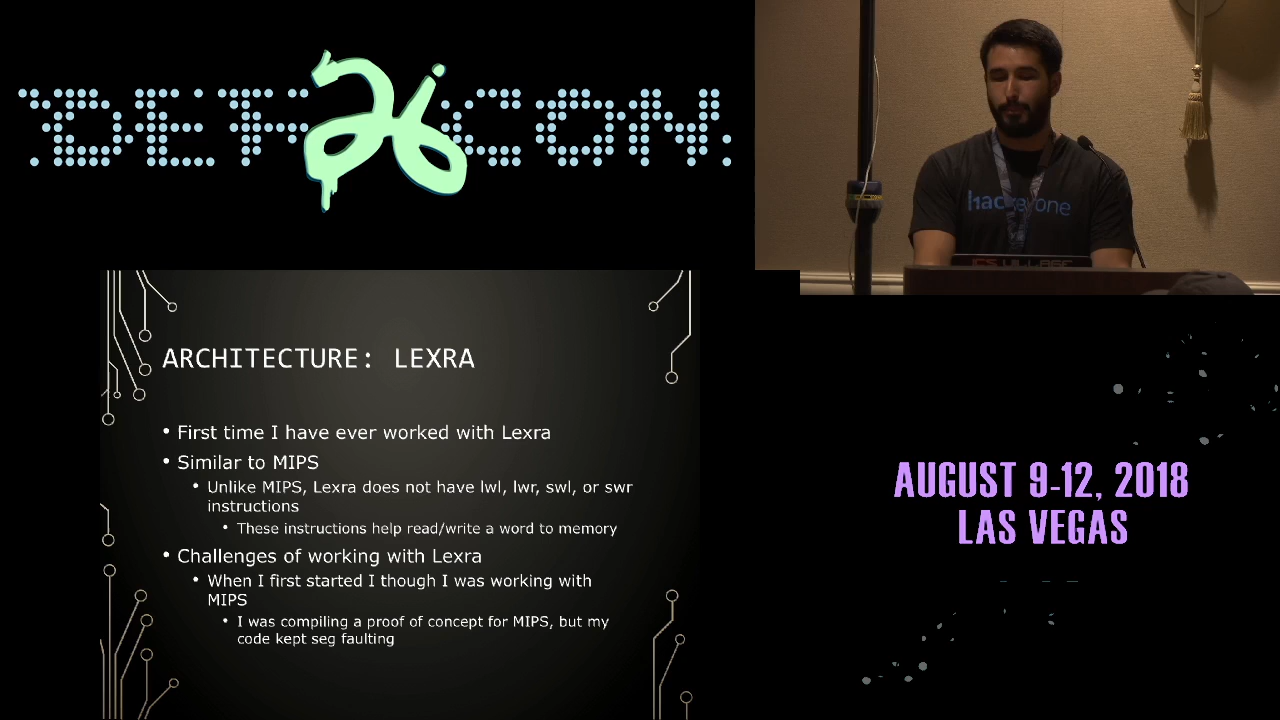 DEF 26 CON
hackerone
ICS VILLAGE
ARCHITECTURE: LEXRA
• First time I have ever worked with Lexra
• Similar to MIPS
• Unlike MIPS, Lexra does not have lwl, lwr, swl, or swr
instructions
• These instructions help read/write a word to memory
• Challenges of working with Lexra
• When I first started I though I was working with
MIPS
• I was compiling a proof of concept for MIPS, but my
code kept seg faulting
AUGUST 9-12, 2018
LAS VEGAS